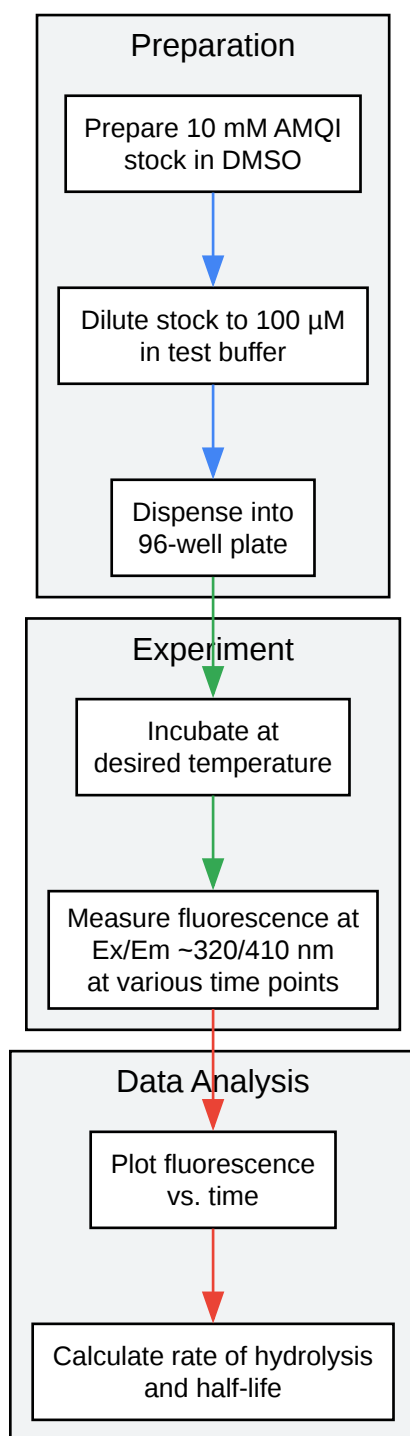 Preparation
Prepare 10 mM AMQI
stock in DMSO
Dilute stock to 100 µM
in test buffer
Dispense into
96-well plate
Experiment
Incubate at
desired temperature
Measure fluorescence at
Ex/Em ~320/410 nm
at various time points
Data Analysis
Plot fluorescence
vs. time
Calculate rate of hydrolysis
and half-life